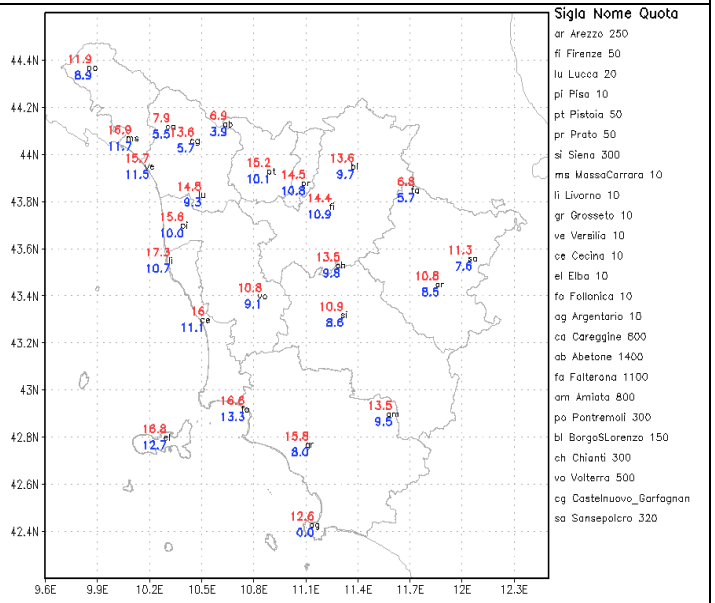 Sigla Nome Quota
ar Arezzo 250
fi Firenze 50
lu Lucca 20
pi Pisa 10
pt Pistoia 50
pr Prato 50
si Siena 300
ms MassaCarrara 10
li Livorno 10
gr Grosseto 10
ve Versilia 10
ce Cecina 10
el Elba 10
fo Follonica 10
ag Argentario 10
ca Careggine 800
ab Abetone 1400
fa Falterona 1100
am Amiata 800
po Pontremoli 300
bl BorgoSLorenzo 150
ch Chianti 300
vo Volterra 500
cg Castelnuovo_Garfagnan
sa Sansepolcro 320
44.4N
44.2N
44N
43.8N
43.6N
43.4N
43.2N
43N
42.8N
42.6N
42.4N
11.9
po
8.9
7.9
5.5
6.9
ab
3.9
13.6
cg
5.7
16.9
ms
11.7
15.7
ve
11.5
15.2
pt
10.1
14.5
pr
10.8
13.6
bl
9.7
6.8
fa
5.7
lu
9.3
14.4
fi
10.9
15.6
pi
10.0
17.3
li
10.7
13.5
ch
9.8
11.3
sa
7.6
10.8
ar
8.5
10.8
vo
9.1
16
ce
11.1
10.9
si
8.6
16.6
fo
13.3
13.5
am
9.5
16.8
el
12.7
15.8
gr
8.0
12.6
ag
0.0
9.6E 9.9E 10.2E 10.5E 10.8E 11.1E 11.4E 11.7E 12E 12.3E